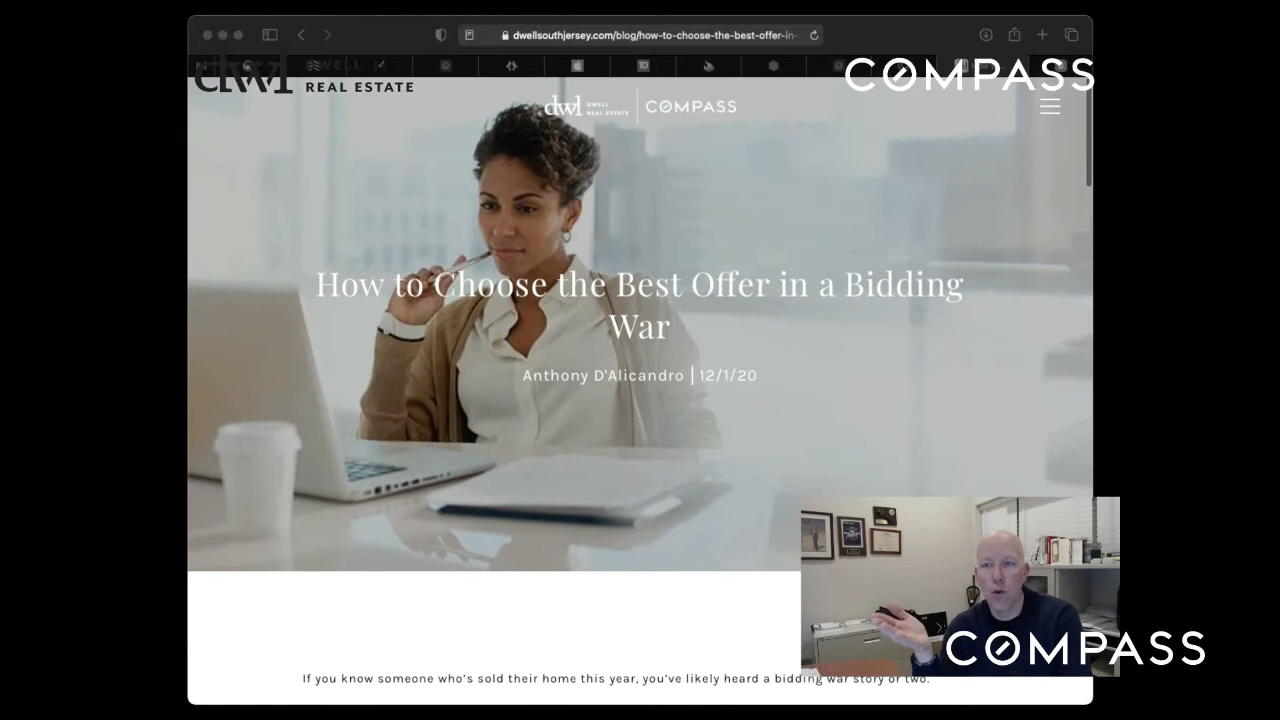 dwellsouthjersey.com/blog/how-to-choose-the-best-offer-in-
dwl DWELL
REAL ESTATE
COMPASS
dwl DWELL
REAL ESTATE
COMPASS
How to Choose the Best Offer in a Bidding
War
Anthony D'Alicandro | 12/1/20
If you know someone who's sold their home this year, you've likely heard a bidding war story or two.
COMPASS